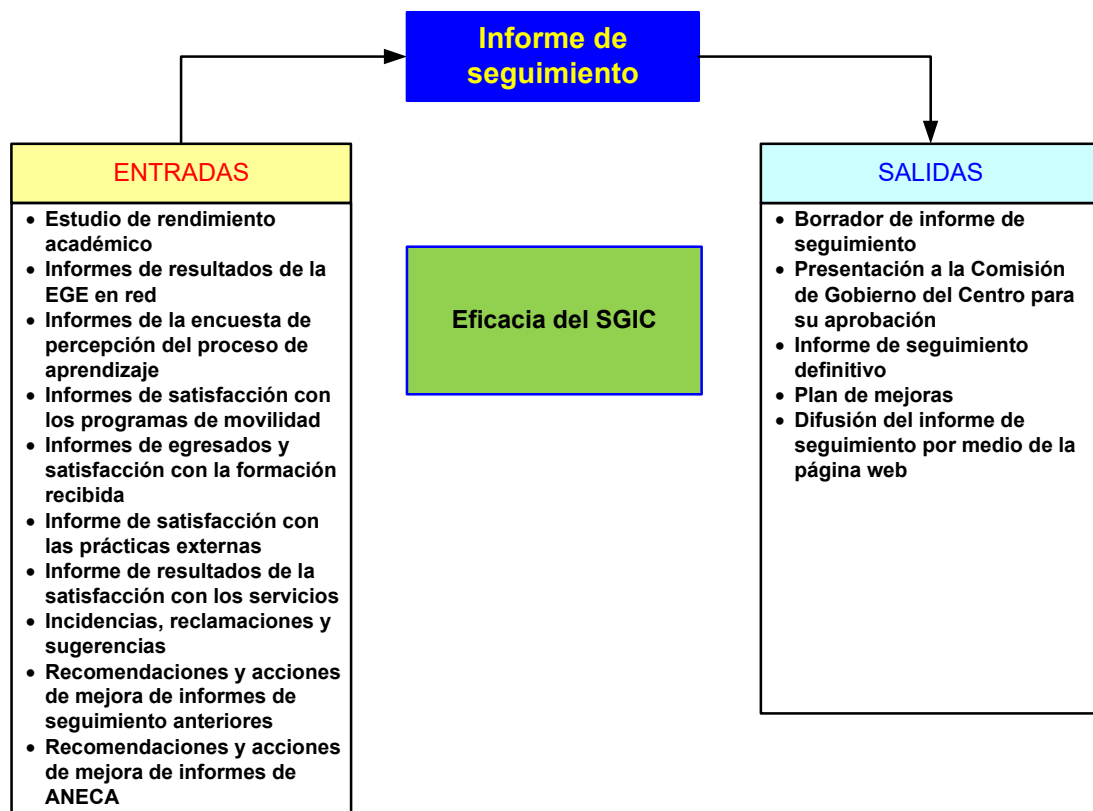 Informe de
seguimiento
ENTRADAS
• Estudio de rendimiento
académico
• Informes de resultados de la
EGE en red
• Informes de la encuesta de
percepción del proceso de
aprendizaje
• Informes de satisfacción con
los programas de movilidad
• Informes de egresados y
satisfacción con la formación
recibida
• Informe de satisfacción con
las prácticas externas
• Informe de resultados de la
satisfacción con los servicios
• Incidencias, reclamaciones y
sugerencias
• Recomendaciones y acciones
de mejora de informes de
seguimiento anteriores
• Recomendaciones y acciones
de mejora de informes de
ANECA
Eficacia del SGIC
SALIDAS
• Borrador de informe de
seguimiento
• Presentación a la Comisión
de Gobierno del Centro para
su aprobación
• Informe de seguimiento
definitivo
• Plan de mejoras
• Difusión del informe de
seguimiento por medio de la
página web